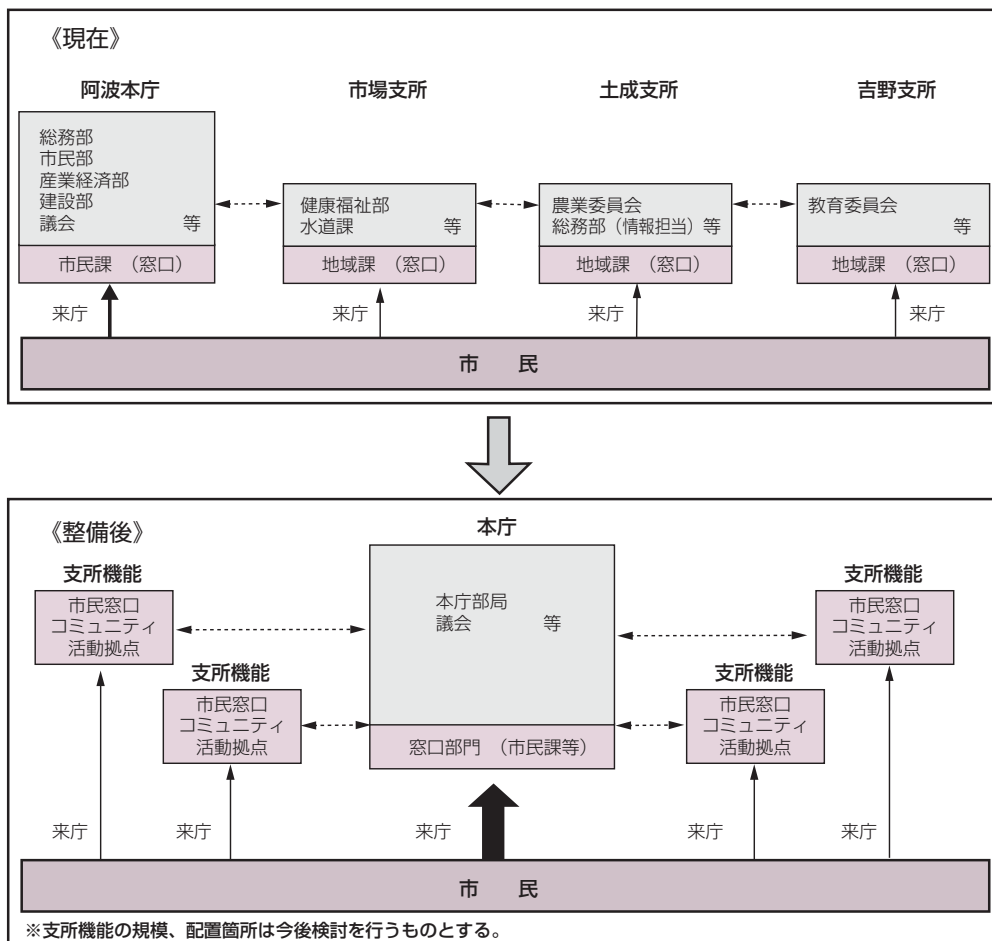 《現在》
阿波本庁
市場支所
土成支所
吉野支所
総務部
市民部
産業経済部
建設部
議会 等
市民課 (窓口)
健康福祉部
水道課 等
地域課 (窓口)
農業委員会
総務部(情報担当)等
地域課 (窓口)
教育委員会
等
地域課 (窓口)
来庁
来庁
来庁
来庁
市 民
《整備後》
本庁
本庁部局
議会 等
窓口部門 (市民課等)
支所機能
市民窓口
コミュニティ
活動拠点
支所機能
市民窓口
コミュニティ
活動拠点
支所機能
市民窓口
コミュニティ
活動拠点
支所機能
市民窓口
コミュニティ
活動拠点
来庁
来庁
来庁
来庁
来庁
市 民
※支所機能の規模、配置箇所は今後検討を行うものとする。